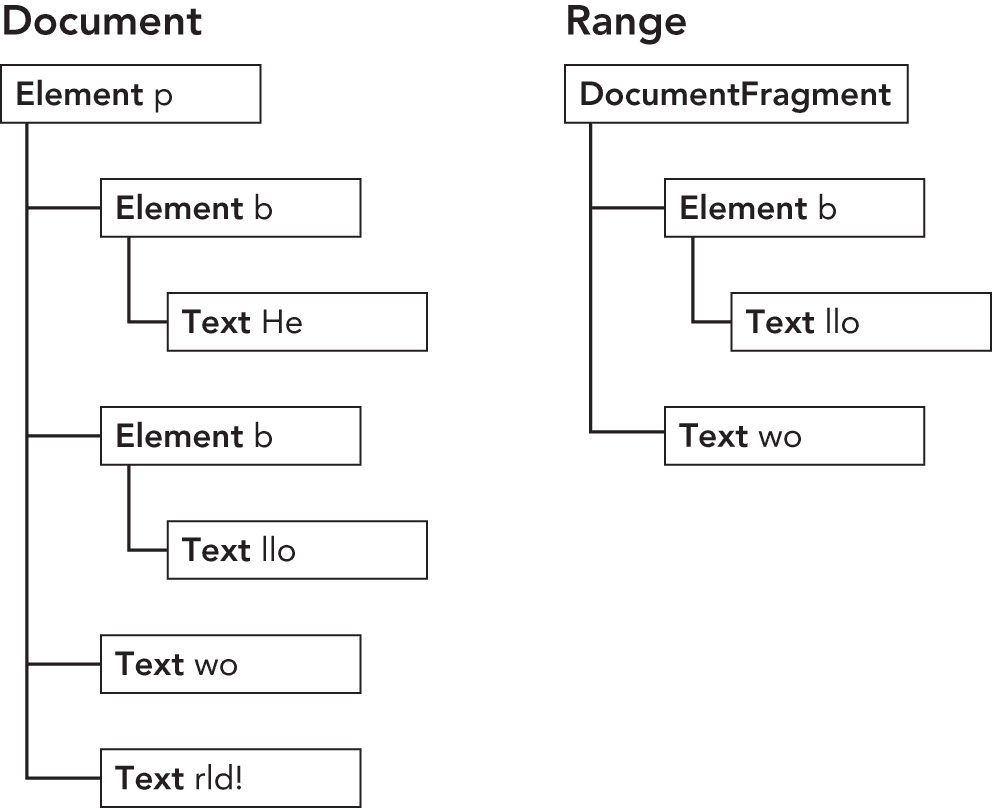 Document
Element p
Element b
Text He
Element b
Text llo
Text wo
Text rld!
Range
DocumentFragment
Element b
Text llo
Text wo